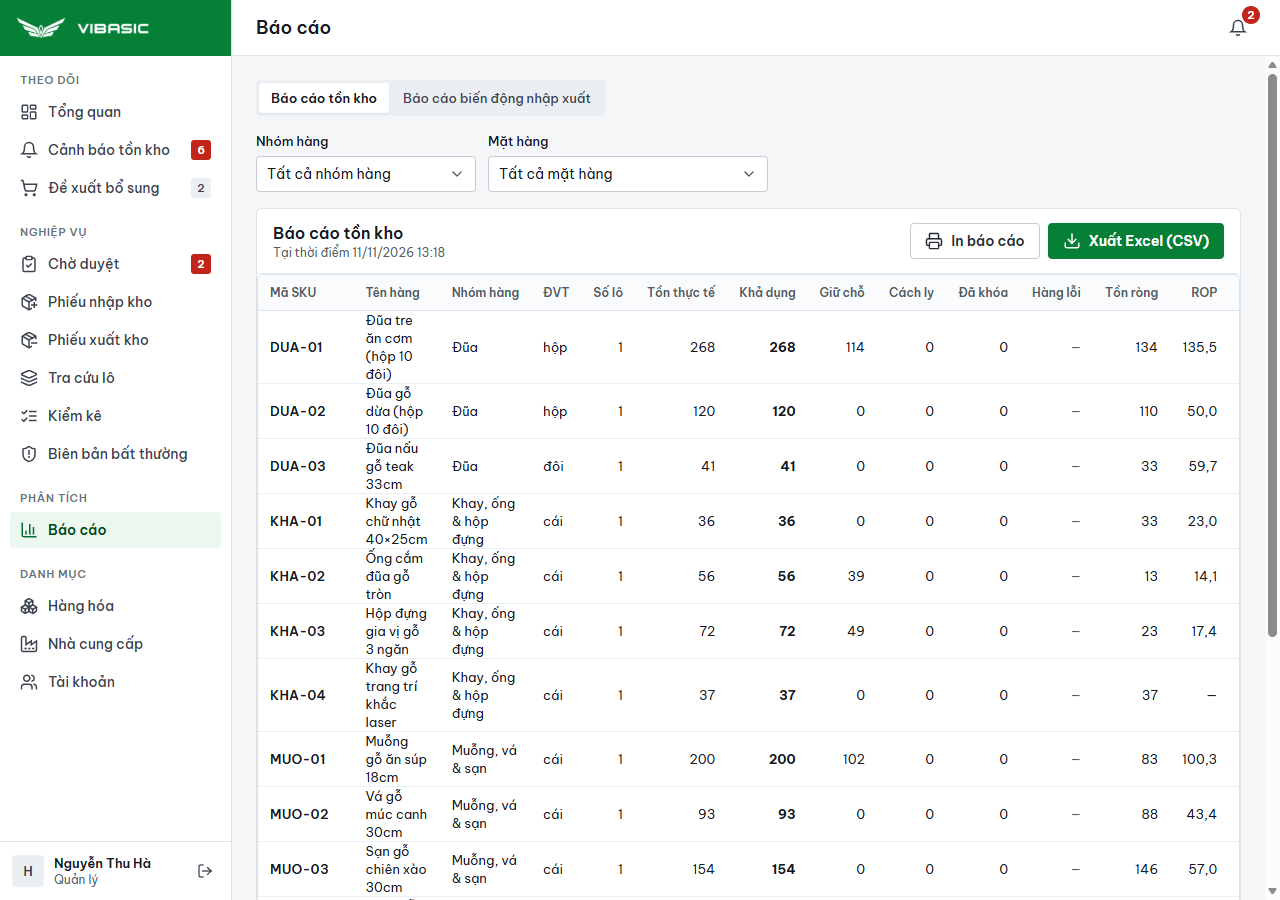 VIBASIC
Báo cáo
2
THEO DÕI
Tổng quan
Cảnh báo tồn kho 6
Đề xuất bổ sung 2
NGHIỆP VỤ
Chờ duyệt 2
Phiếu nhập kho
Phiếu xuất kho
Tra cứu lô
Kiểm kê
Biên bản bất thường
PHÂN TÍCH
Báo cáo
DANH MỤC
Hàng hóa
Nhà cung cấp
Tài khoản
H
Nguyễn Thu Hà
Quản lý
Báo cáo tồn kho Báo cáo biến động nhập xuất
Nhóm hàng Mặt hàng
Tất cả nhóm hàng Tất cả mặt hàng
Báo cáo tồn kho
Tại thời điểm 11/11/2026 13:18
In báo cáo Xuất Excel (CSV)
Mã SKU Tên hàng Nhóm hàng ĐVT Số lô Tồn thực tế Khả dụng Giữ chỗ Cách ly Đã khóa Hàng lỗi Tồn ròng ROP
DUA-01 Đũa tre ăn cơm (hộp 10 đôi) Đũa hộp 1 268 268 114 0 0 – 134 135,5
DUA-02 Đũa gỗ dừa (hộp 10 đôi) Đũa hộp 1 120 120 0 0 0 – 110 50,0
DUA-03 Đũa nấu gỗ teak 33cm Đũa đôi 1 41 41 0 0 0 – 33 59,7
KHA-01 Khay gỗ chữ nhật 40×25cm Khay, ống & hộp đựng cái 1 36 36 0 0 0 – 33 23,0
KHA-02 Ống cắm đũa gỗ tròn Khay, ống & hộp đựng cái 1 56 56 39 0 0 – 13 14,1
KHA-03 Hộp đựng gia vị gỗ 3 ngăn Khay, ống & hộp đựng cái 1 72 72 49 0 0 – 23 17,4
KHA-04 Khay gỗ trang trí khắc laser Khay, ống & hộp đựng cái 1 37 37 0 0 0 – 37 –
MUO-01 Muỗng gỗ ăn súp 18cm Muỗng, vá & sạn cái 1 200 200 102 0 0 – 83 100,3
MUO-02 Vá gỗ múc canh 30cm Muỗng, vá & sạn cái 1 93 93 0 0 0 – 88 43,4
MUO-03 Sạn gỗ chiên xào 30cm Muỗng, vá & sạn cái 1 154 154 0 0 0 – 146 57,0